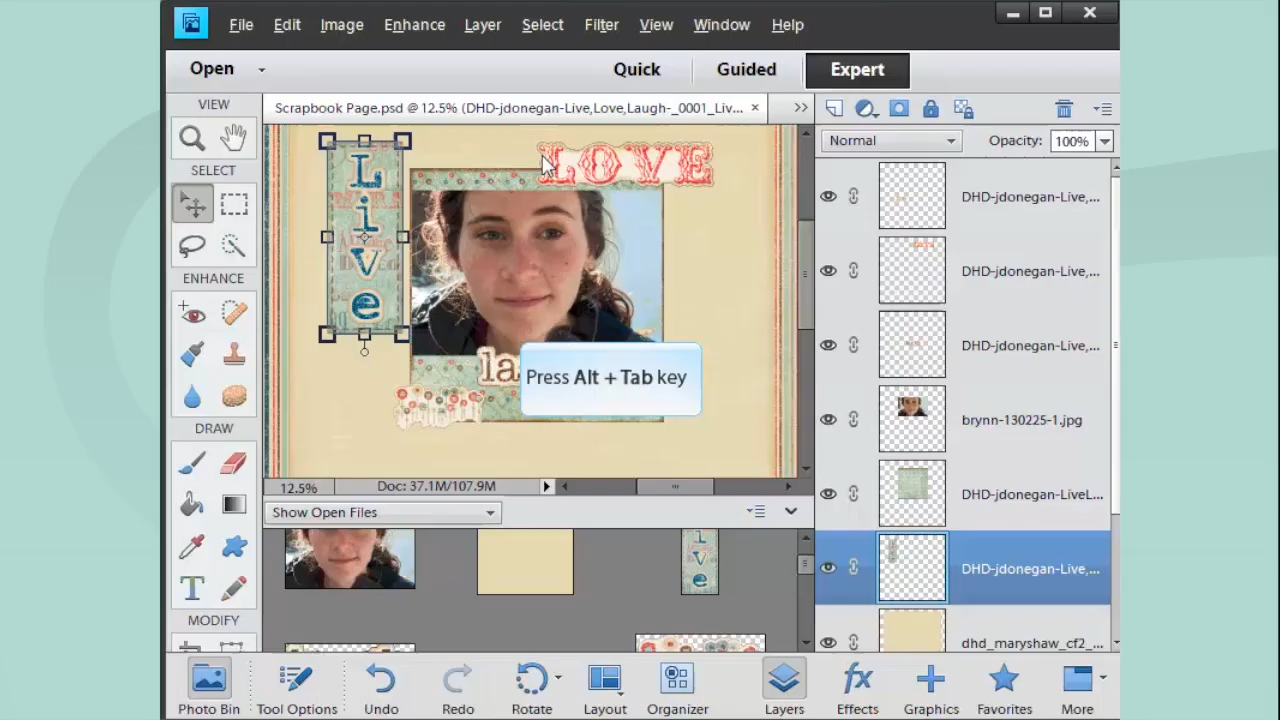 File Edit Image Enhance Layer Select Filter View Window Help
Open Quick Guided Expert
VIEW
Scrapbook Page.psd @ 12.5% (DHD-jdonegan-Live,Love,Laugh-_0001_Liv... × >>
Normal Opacity: 100%
SELECT
LOVE
Live
DHD-jdonegan-Live,...
DHD-jdonegan-Live,...
ENHANCE
DHD-jdonegan-Live,...
Press Alt + Tab key
brynn-130225-1.jpg
DRAW
12.5% Doc: 37.1M/107.9M
DHD-jdonegan-LiveL...
Show Open Files
ive
DHD-jdonegan-Live,...
T
MODIFY
dhd_maryshaw_cf2_...
Photo Bin Tool Options Undo Redo Rotate Layout Organizer Layers fx Effects Graphics Favorites More